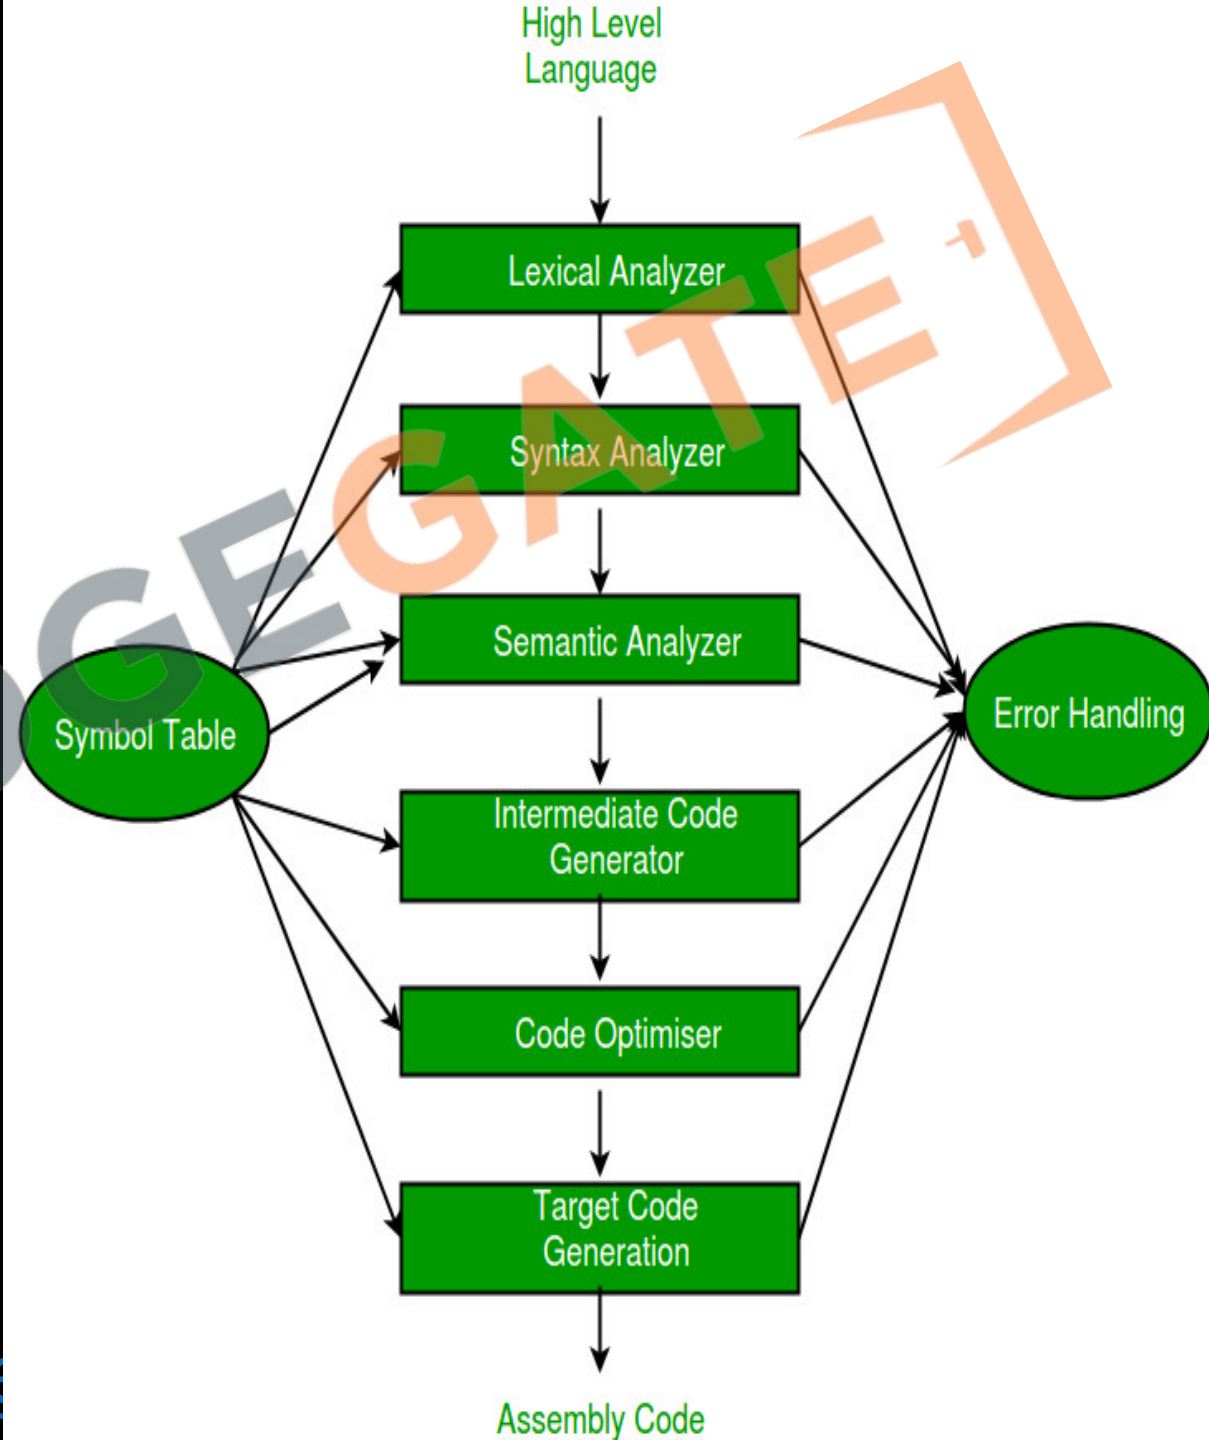 High Level
Language
Lexical Analyzer
Syntax Analyzer
Semantic Analyzer
Symbol Table
Error Handling
Intermediate Code
Generator
Code Optimiser
Target Code
Generation
Assembly Code
GEGATE